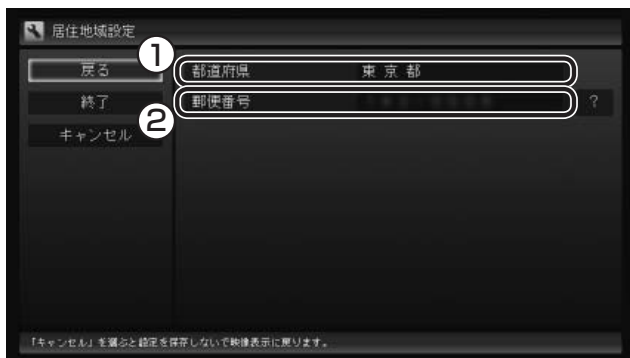 居住地域設定
①
戻る
都道府県 東京都
終了
郵便番号 ?
②
キャンセル
「キャンセル」を選ぶと設定を保存しないで映像表示に戻ります。